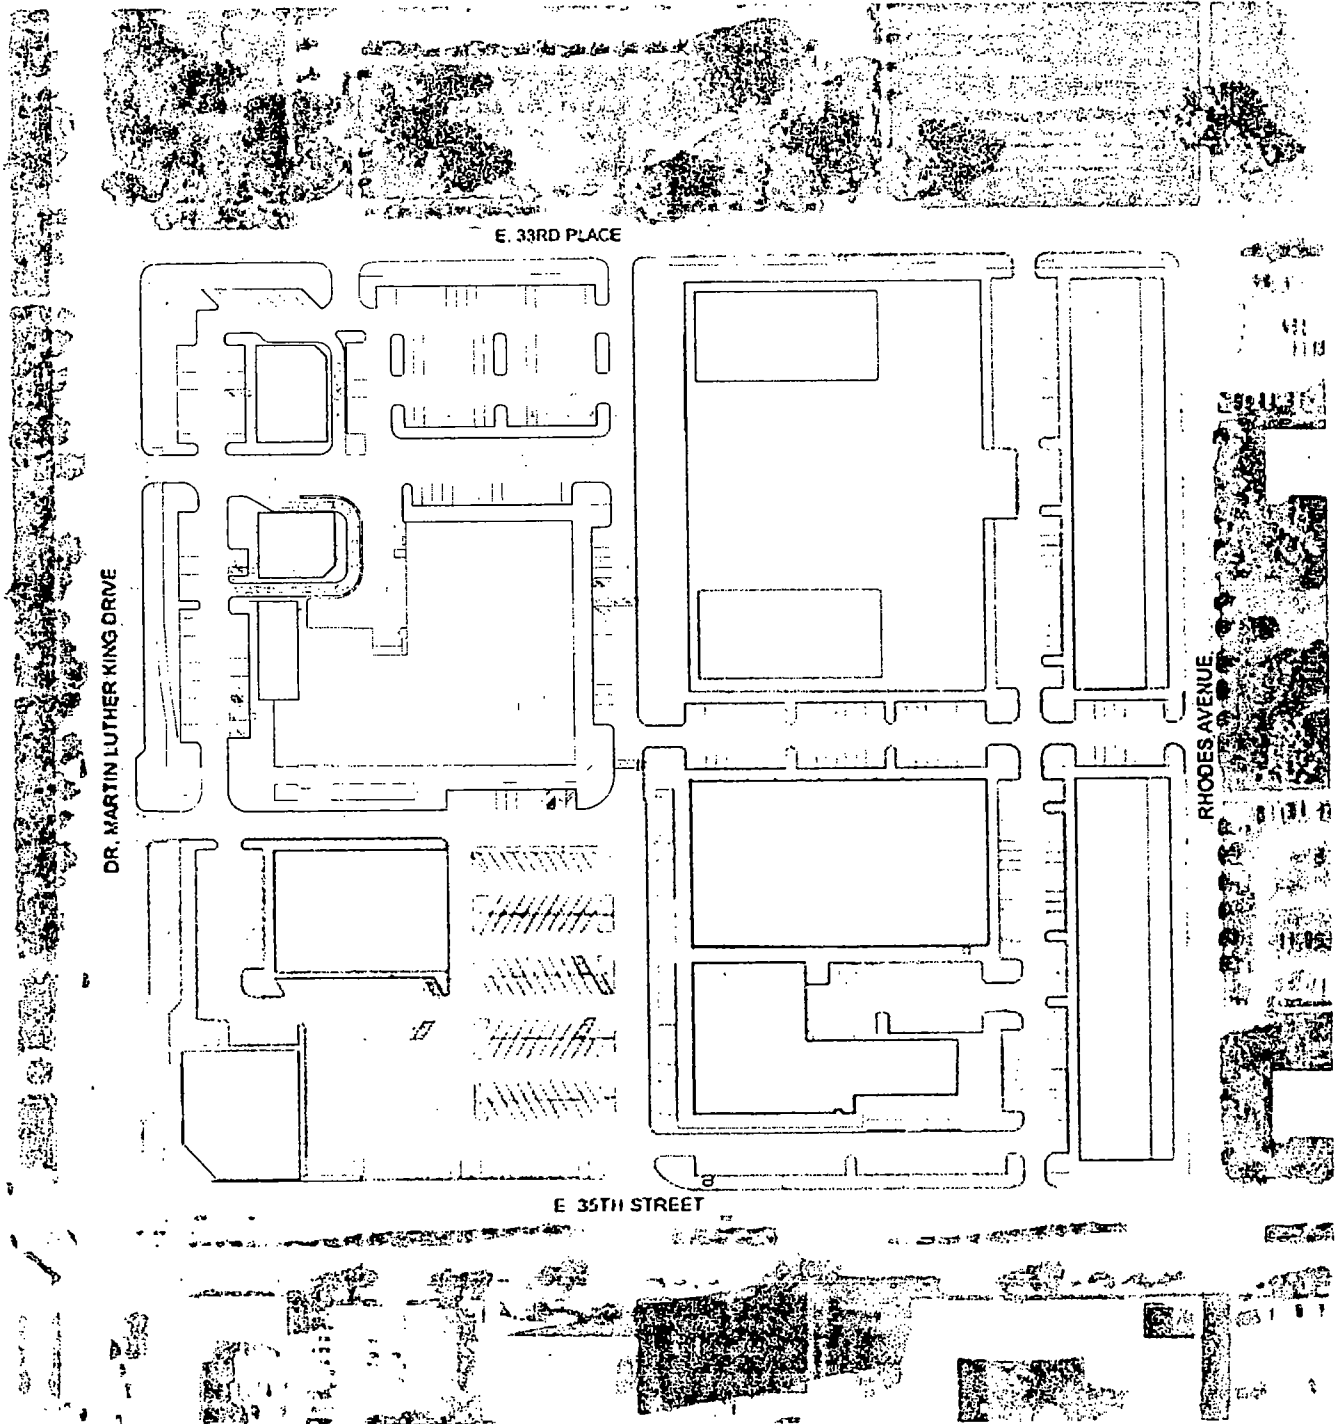 E. 33RD PLACE
DR. MARTIN LUTHER KING DRIVE
RHODES AVENUE
E 35TH STREET